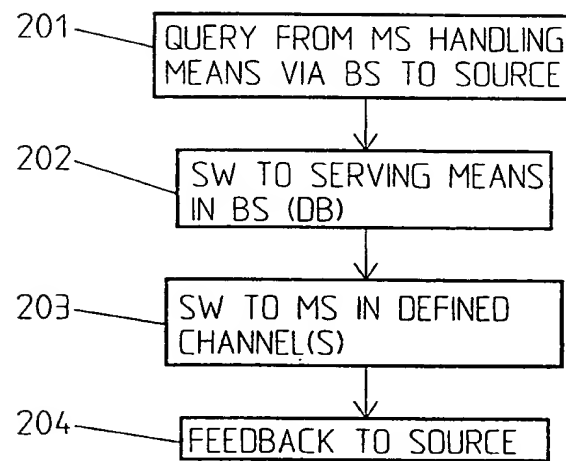 201
QUERY FROM MS HANDLING
MEANS VIA BS TO SOURCE
202
SW TO SERVING MEANS
IN BS (DB)
203
SW TO MS IN DEFINED
CHANNEL(S)
204
FEEDBACK TO SOURCE